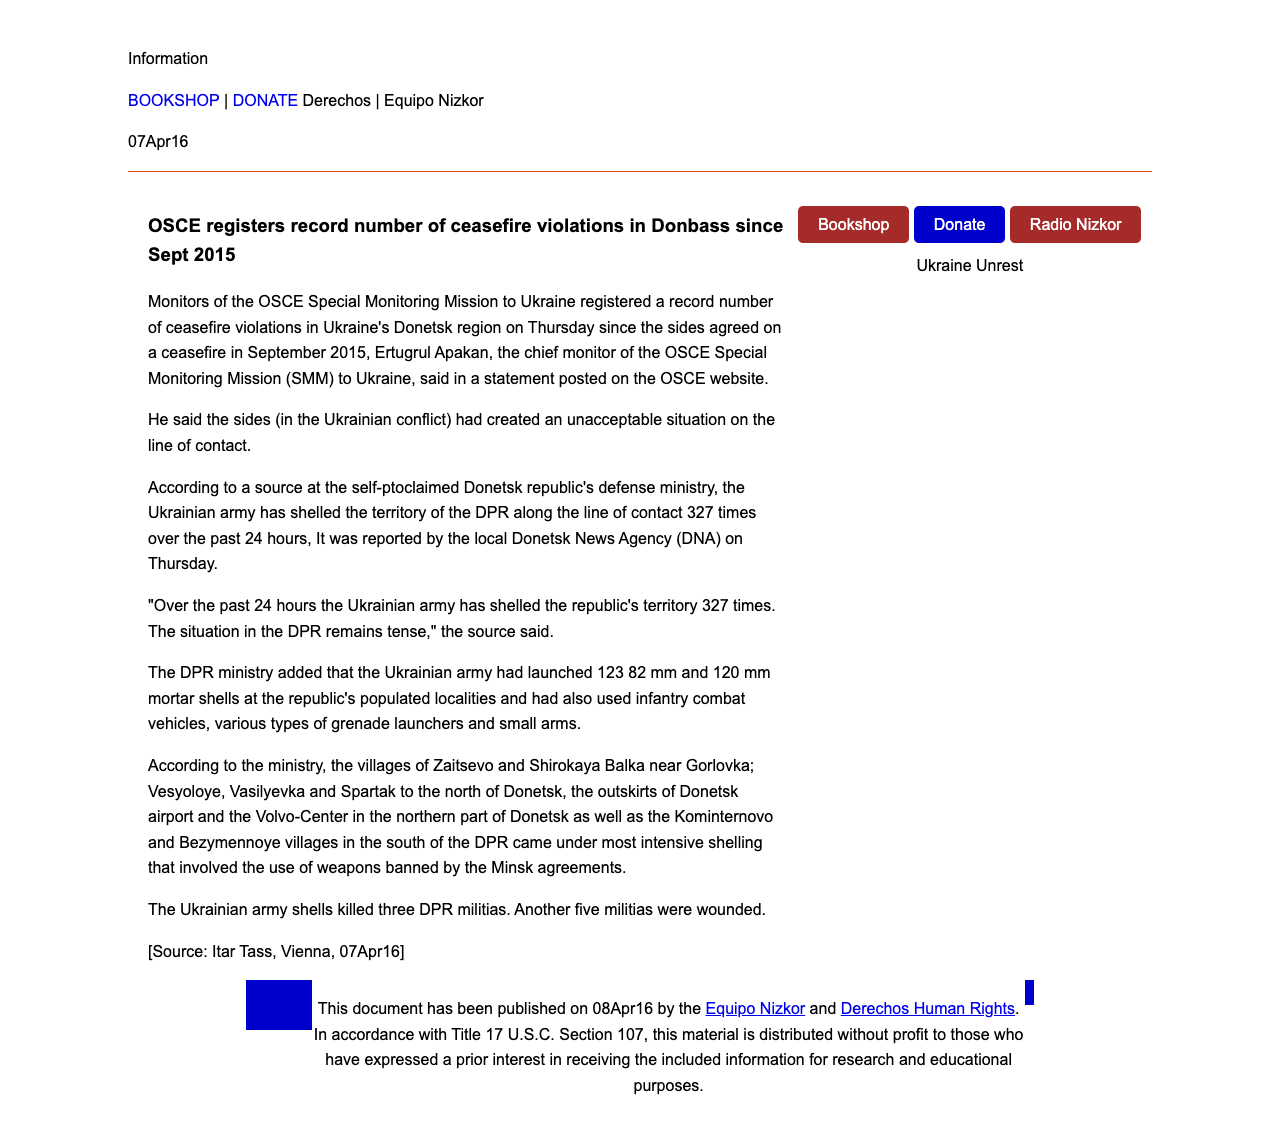 Information
BOOKSHOP | DONATE Derechos | Equipo Nizkor
07Apr16
OSCE registers record number of ceasefire violations in Donbass since
Sept 2015
Monitors of the OSCE Special Monitoring Mission to Ukraine registered a record number
of ceasefire violations in Ukraine's Donetsk region on Thursday since the sides agreed on
a ceasefire in September 2015, Ertugrul Apakan, the chief monitor of the OSCE Special
Monitoring Mission (SMM) to Ukraine, said in a statement posted on the OSCE website.
He said the sides (in the Ukrainian conflict) had created an unacceptable situation on the
line of contact.
According to a source at the self-ptoclaimed Donetsk republic's defense ministry, the
Ukrainian army has shelled the territory of the DPR along the line of contact 327 times
over the past 24 hours, It was reported by the local Donetsk News Agency (DNA) on
Thursday.
"Over the past 24 hours the Ukrainian army has shelled the republic's territory 327 times.
The situation in the DPR remains tense," the source said.
The DPR ministry added that the Ukrainian army had launched 123 82 mm and 120 mm
mortar shells at the republic's populated localities and had also used infantry combat
vehicles, various types of grenade launchers and small arms.
According to the ministry, the villages of Zaitsevo and Shirokaya Balka near Gorlovka;
Vesyoloye, Vasilyevka and Spartak to the north of Donetsk, the outskirts of Donetsk
airport and the Volvo-Center in the northern part of Donetsk as well as the Kominternovo
and Bezymennoye villages in the south of the DPR came under most intensive shelling
that involved the use of weapons banned by the Minsk agreements.
The Ukrainian army shells killed three DPR militias. Another five militias were wounded.
[Source: Itar Tass, Vienna, 07Apr16]
Bookshop Donate Radio Nizkor
Ukraine Unrest
This document has been published on 08Apr16 by the Equipo Nizkor and Derechos Human Rights.
In accordance with Title 17 U.S.C. Section 107, this material is distributed without profit to those who
have expressed a prior interest in receiving the included information for research and educational
purposes.